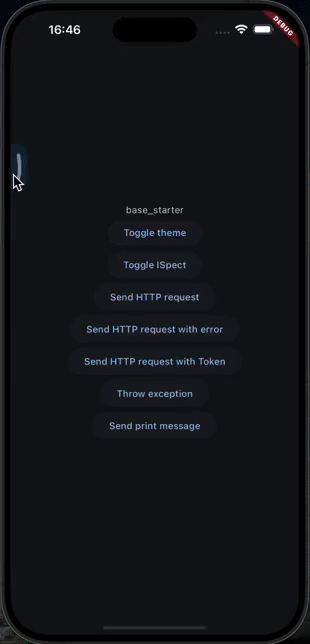 16:46
DEBUG
base_starter
Toggle theme
Toggle ISpect
Send HTTP request
Send HTTP request with error
Send HTTP request with Token
Throw exception
Send print message